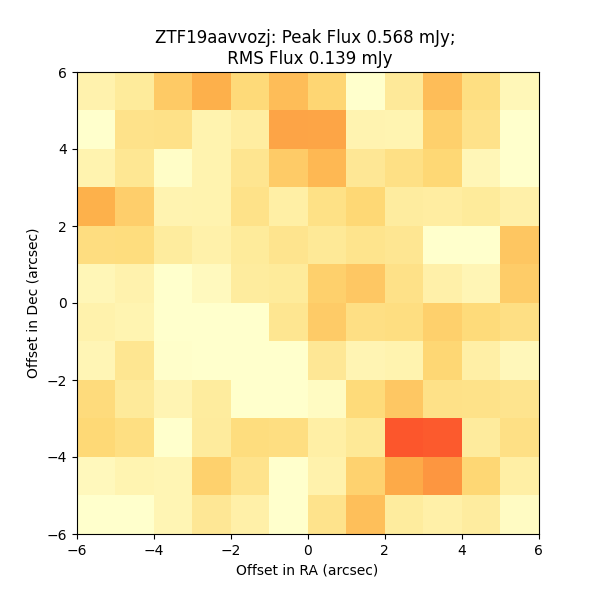 ZTF19aavvozj: Peak Flux 0.568 mJy;
RMS Flux 0.139 mJy
6
4
2
0
−2
−4
−6
Offset in Dec (arcsec)
−6 −4 −2 0 2 4 6
Offset in RA (arcsec)